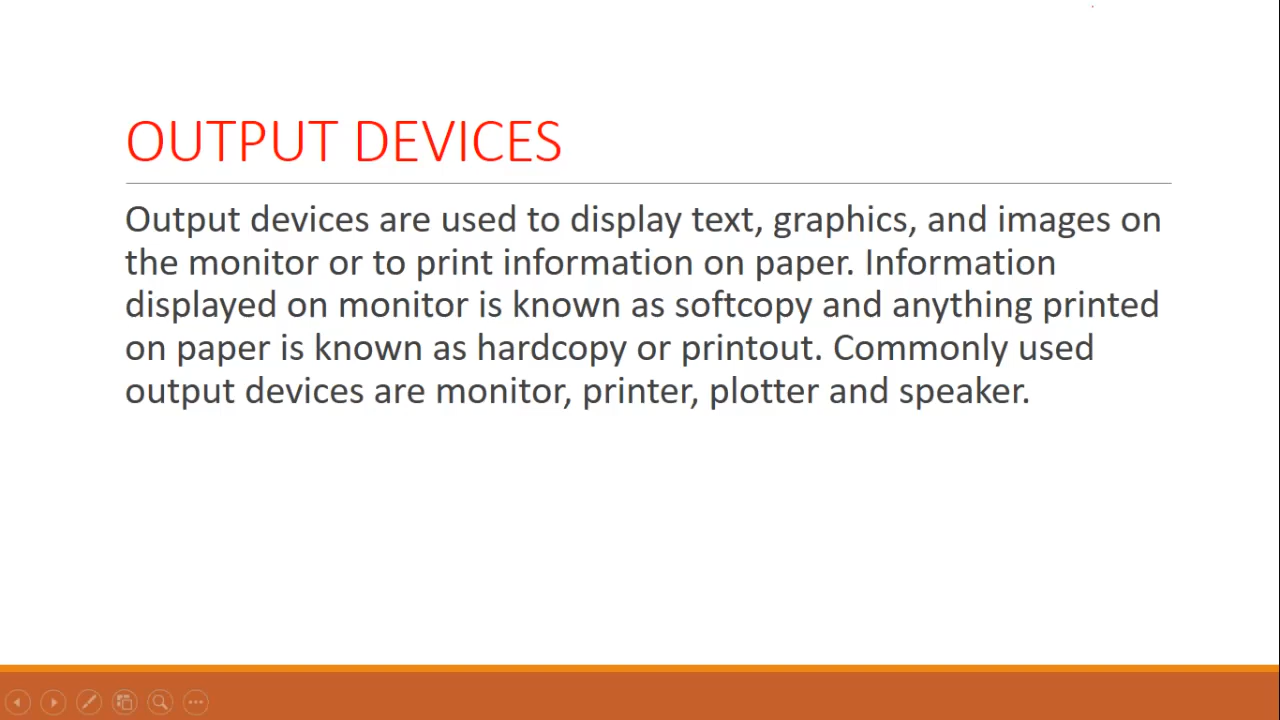 OUTPUT DEVICES
Output devices are used to display text, graphics, and images on
the monitor or to print information on paper. Information
displayed on monitor is known as softcopy and anything printed
on paper is known as hardcopy or printout. Commonly used
output devices are monitor, printer, plotter and speaker.